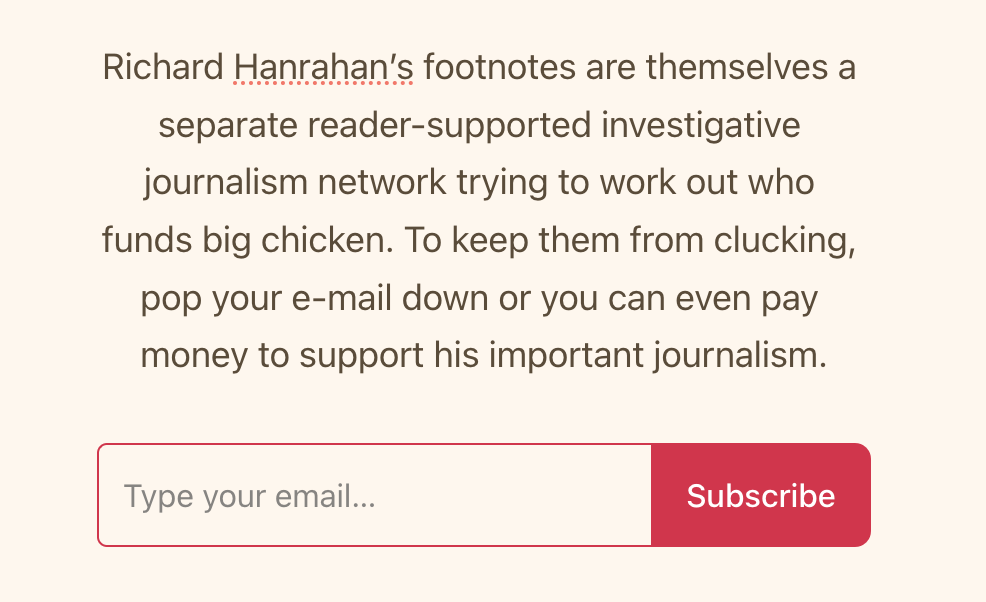 Richard Hanrahan’s footnotes are themselves a
separate reader-supported investigative
journalism network trying to work out who
funds big chicken. To keep them from clucking,
pop your e-mail down or you can even pay
money to support his important journalism.
Type your email...
Subscribe